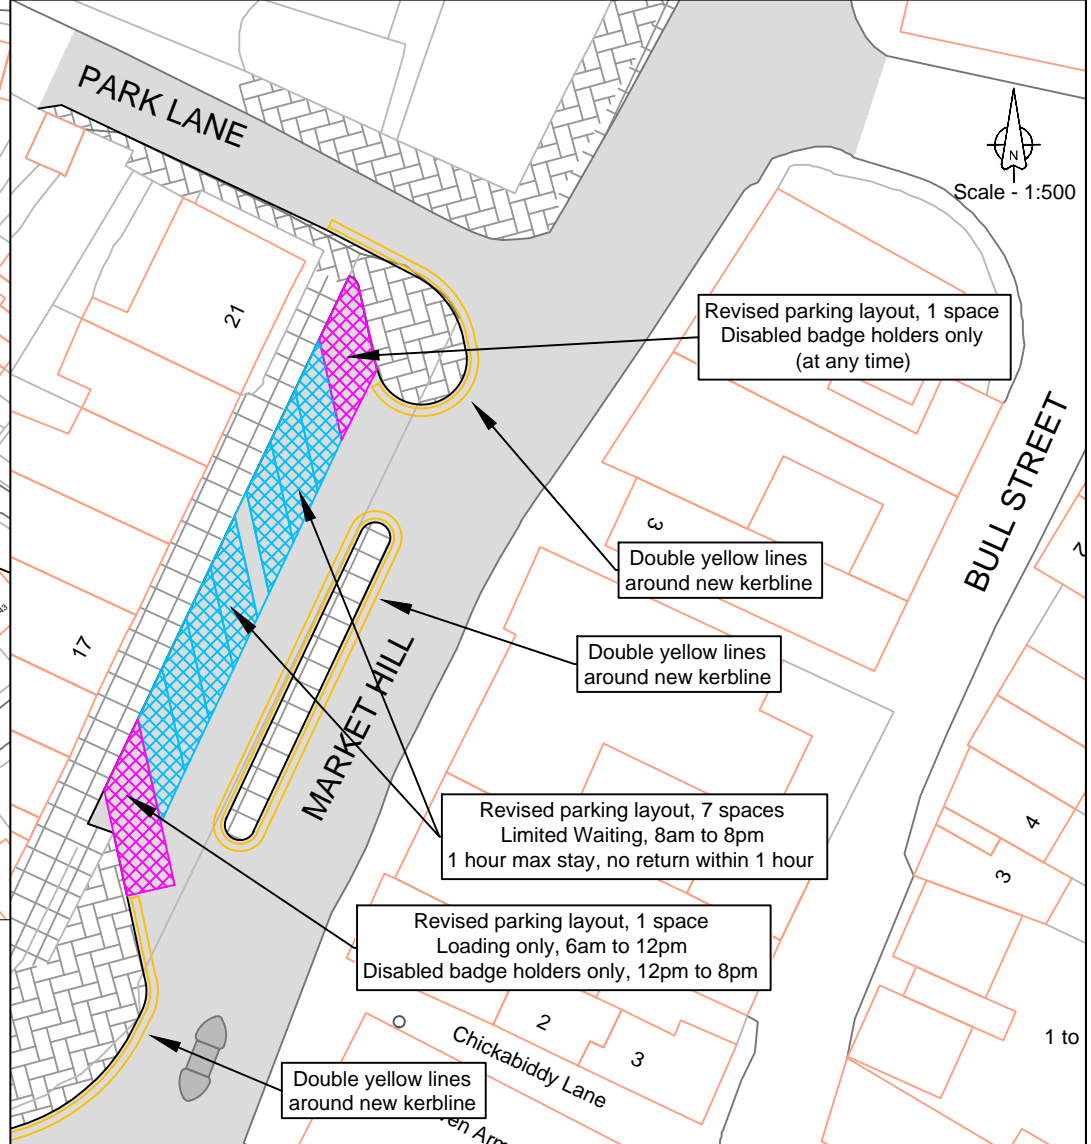 PARK LANE
N
Scale - 1:500
21
Revised parking layout, 1 space
Disabled badge holders only
(at any time)
BULL STREET
3
Double yellow lines
around new kerbline
2
17
Double yellow lines
around new kerbline
MARKET HILL
Revised parking layout, 7 spaces
Limited Waiting, 8am to 8pm
1 hour max stay, no return within 1 hour
4
3
Revised parking layout, 1 space
Loading only, 6am to 12pm
Disabled badge holders only, 12pm to 8pm
2
3
1 to
Chickabiddy Lane
Double yellow lines
around new kerbline